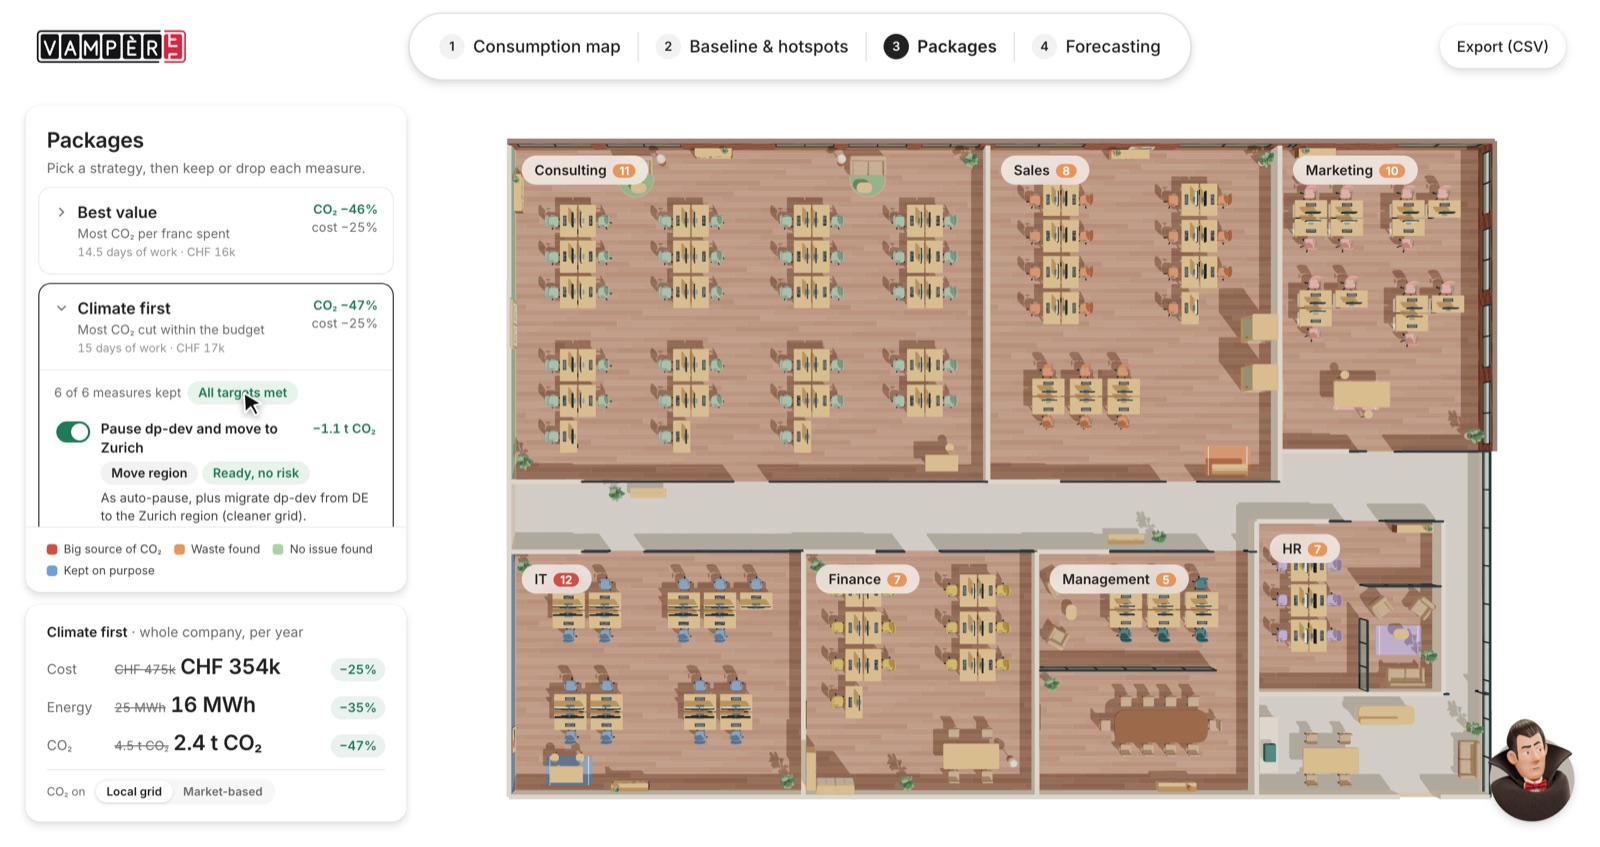 VAMPÈR
1 Consumption map
2 Baseline & hotspots
3 Packages
4 Forecasting
Export (CSV)
Packages
Pick a strategy, then keep or drop each measure.
Best value
CO₂ −46%
Most CO₂ per franc spent
cost −25%
14.5 days of work · CHF 16k
Climate first
CO₂ −47%
Most CO₂ cut within the budget
cost −25%
15 days of work · CHF 17k
6 of 6 measures kept
All targets met
Pause dp-dev and move to
Zurich
−1.1 t CO₂
Move region
Ready, no risk
As auto-pause, plus migrate dp-dev from DE
to the Zurich region (cleaner grid).
Big source of CO₂
Waste found
No issue found
Kept on purpose
Climate first · whole company, per year
Cost CHF 475k CHF 354k −25%
Energy 25 MWh 16 MWh −35%
CO₂ 4.5 t CO₂ 2.4 t CO₂ −47%
CO₂ on Local grid Market-based
Consulting 11
Sales 8
Marketing 10
IT 12
Finance 7
Management 5
HR 7